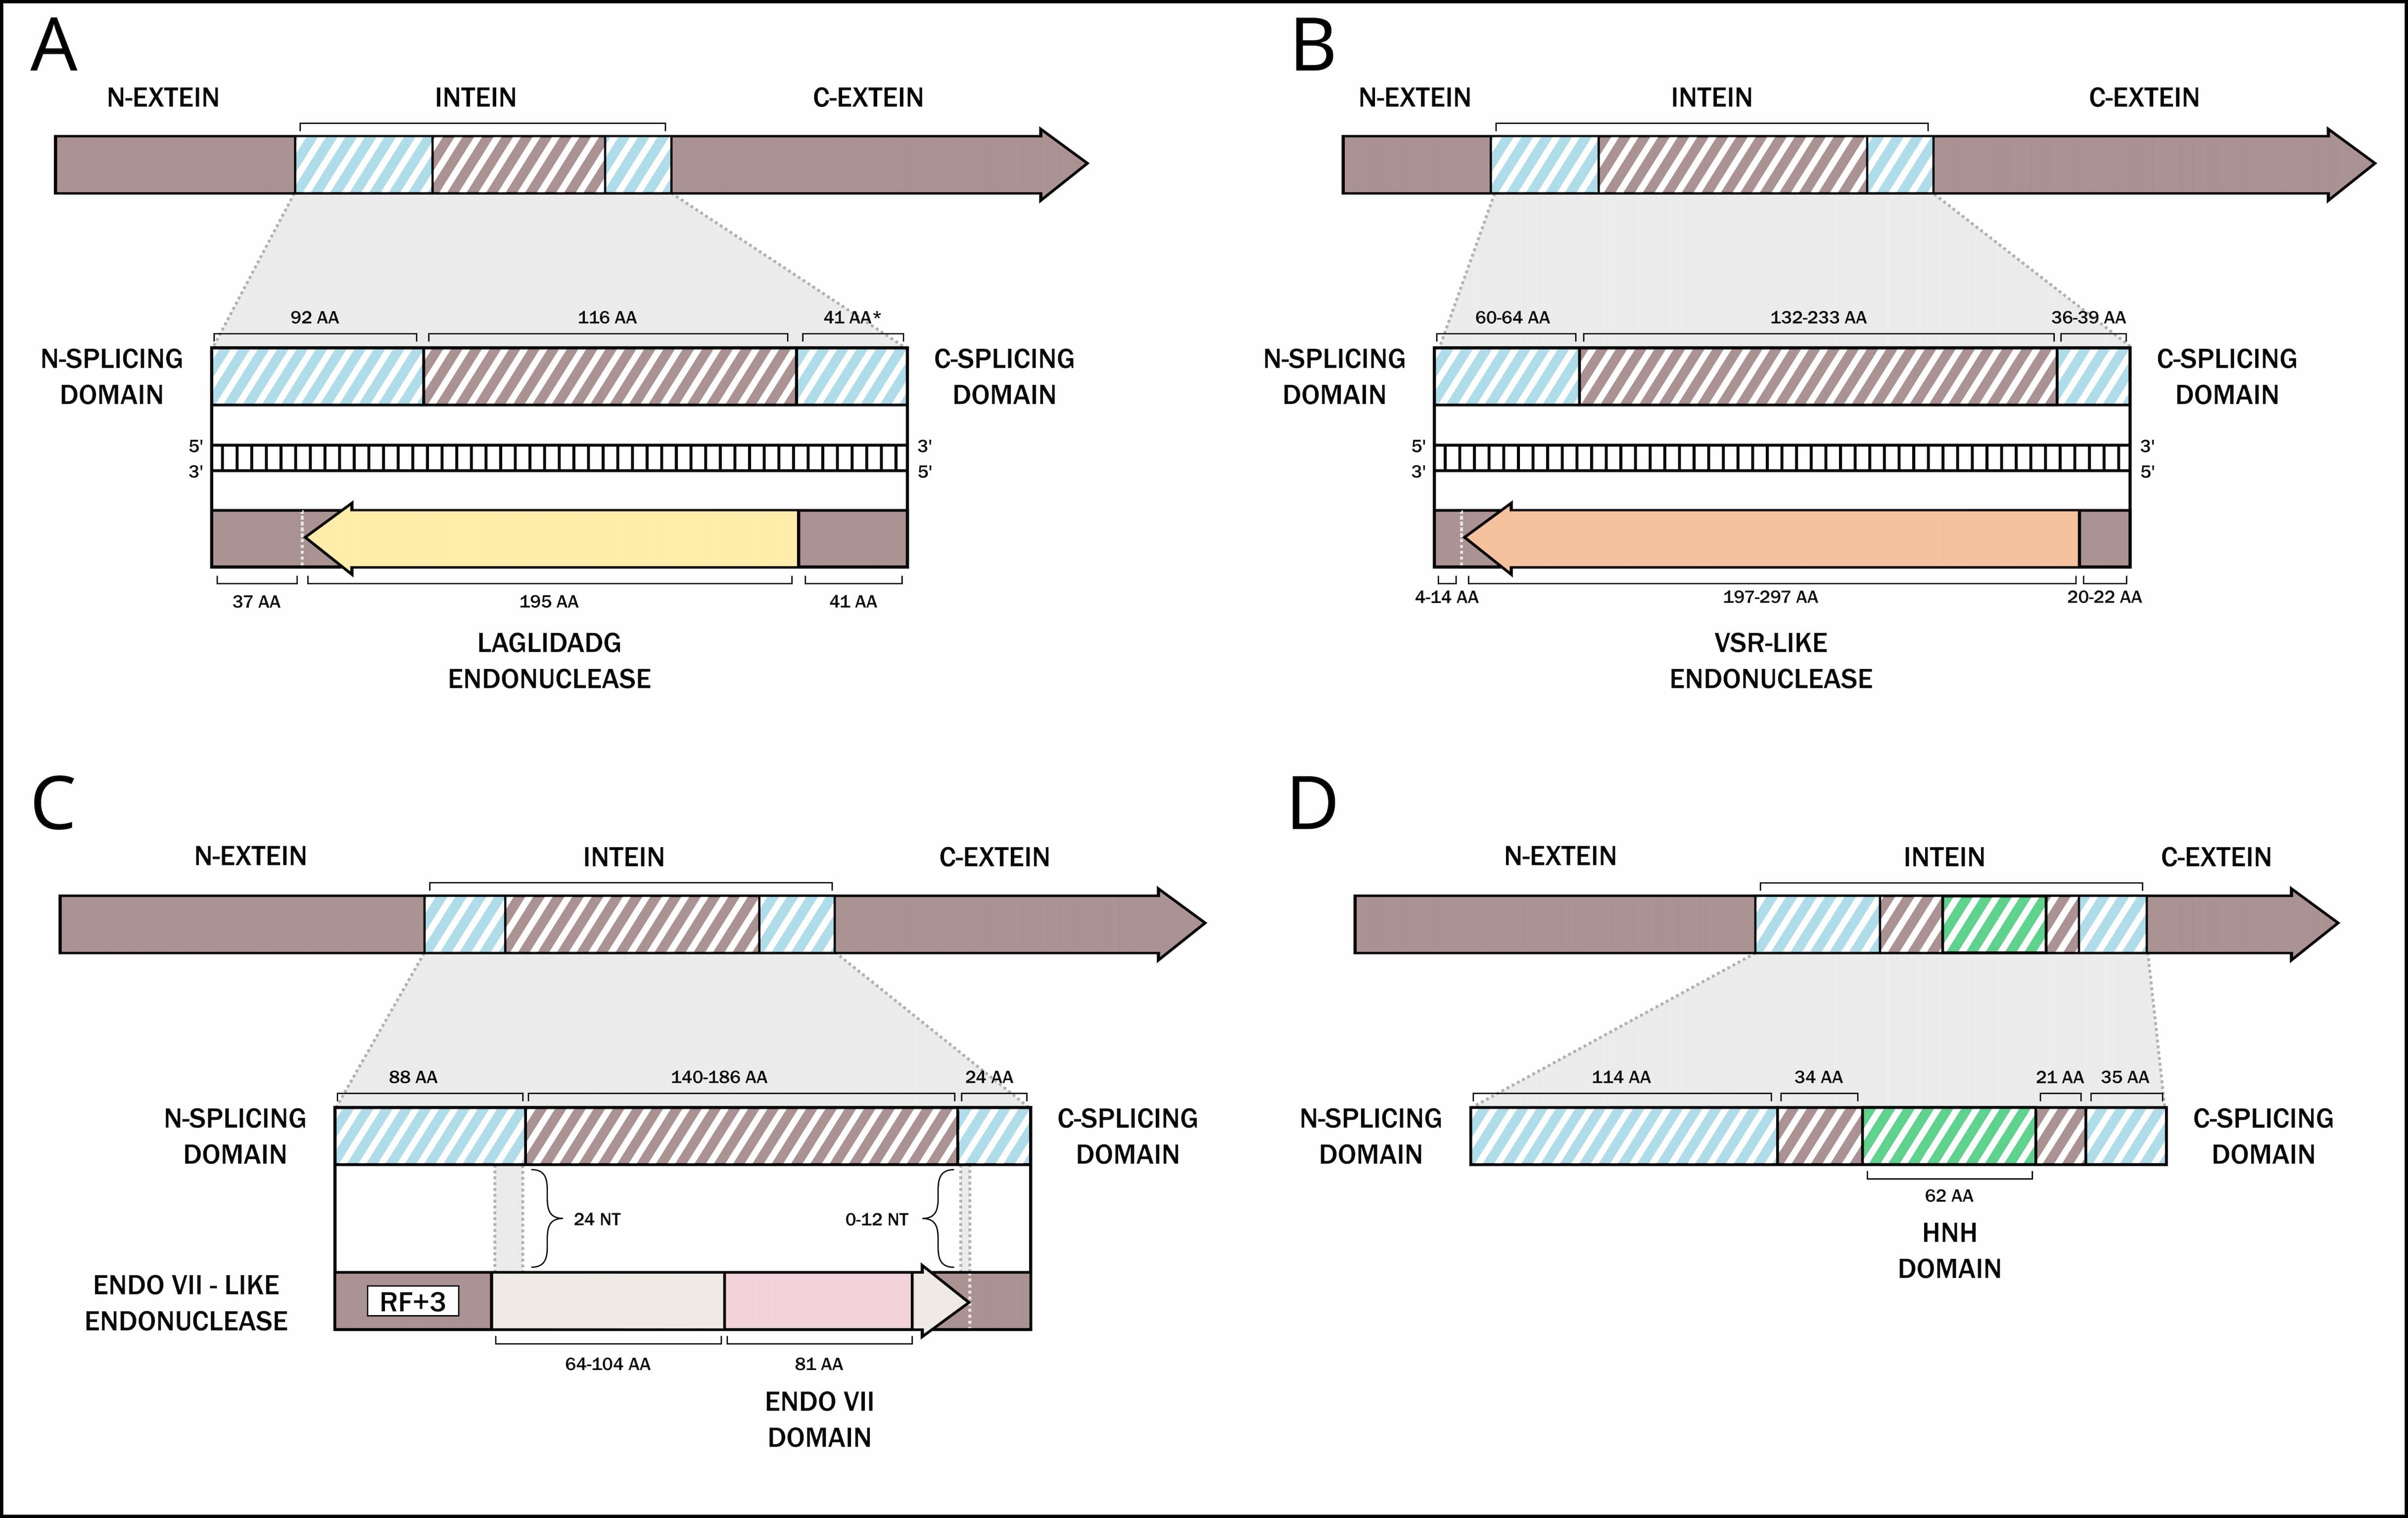 A
N-EXTEIN
INTEIN
C-EXTEIN
92 AA
116 AA
41 AA*
N-SPLICING
DOMAIN
C-SPLICING
DOMAIN
5'
3'
3'
5'
37 AA
195 AA
41 AA
LAGLIDADG
ENDONUCLEASE
B
N-EXTEIN
INTEIN
C-EXTEIN
60-64 AA
132-233 AA
36-39 AA
N-SPLICING
DOMAIN
C-SPLICING
DOMAIN
5'
3'
3'
5'
4-14 AA
197-297 AA
20-22 AA
VSR-LIKE
ENDONUCLEASE
C
N-EXTEIN
INTEIN
C-EXTEIN
88 AA
140-186 AA
24 AA
N-SPLICING
DOMAIN
C-SPLICING
DOMAIN
24 NT
0-12 NT
ENDO VII - LIKE
ENDONUCLEASE
RF+3
64-104 AA
81 AA
ENDO VII
DOMAIN
D
N-EXTEIN
INTEIN
C-EXTEIN
114 AA
34 AA
21 AA
35 AA
N-SPLICING
DOMAIN
C-SPLICING
DOMAIN
62 AA
HNH
DOMAIN